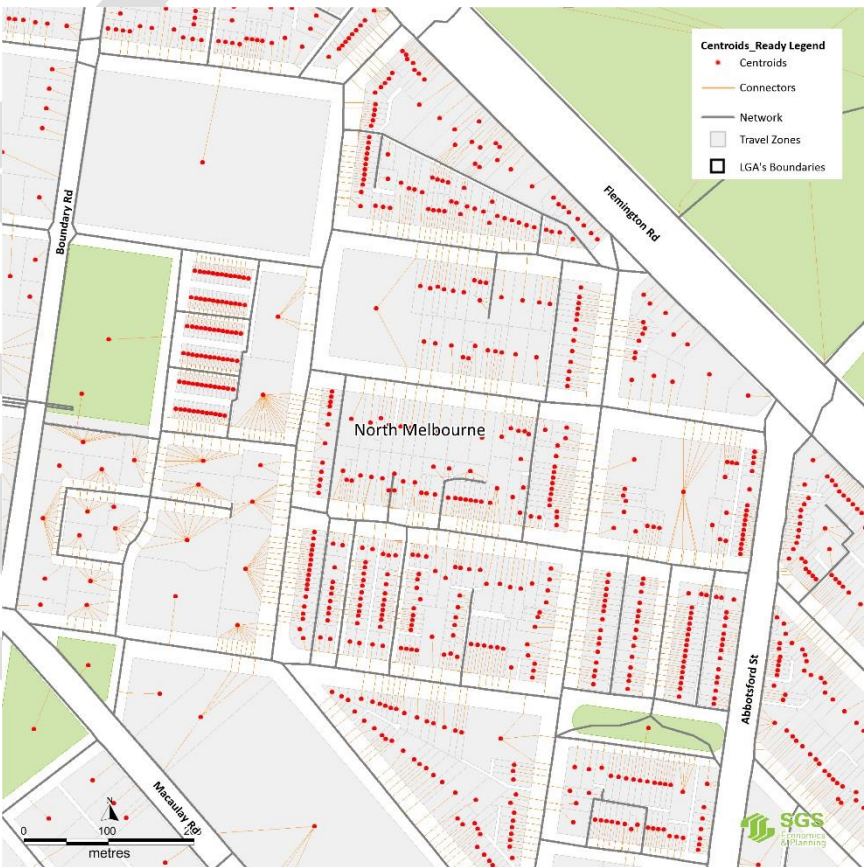 Centroids_Ready Legend
Centroids
Connectors
Network
Travel Zones
LGA's Boundaries
Flemington Rd
Boundary Rd
North Melbourne
Abbotsford St
Macaulay Rd
N
0 100 20
metres
SGS
Economics
& Planning